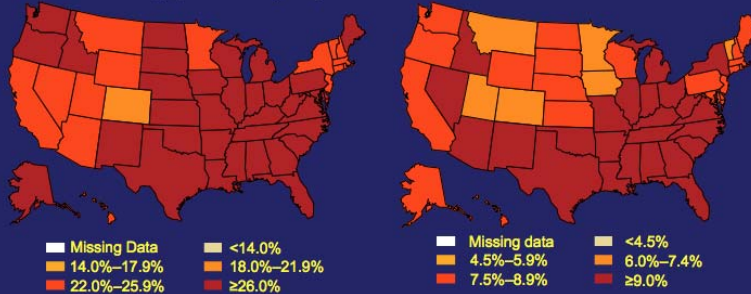 Missing Data <14.0%
14.0%–17.9% 18.0%–21.9%
22.0%–25.9% ≥26.0%
Missing data <4.5%
4.5%–5.9% 6.0%–7.4%
7.5%–8.9% ≥9.0%